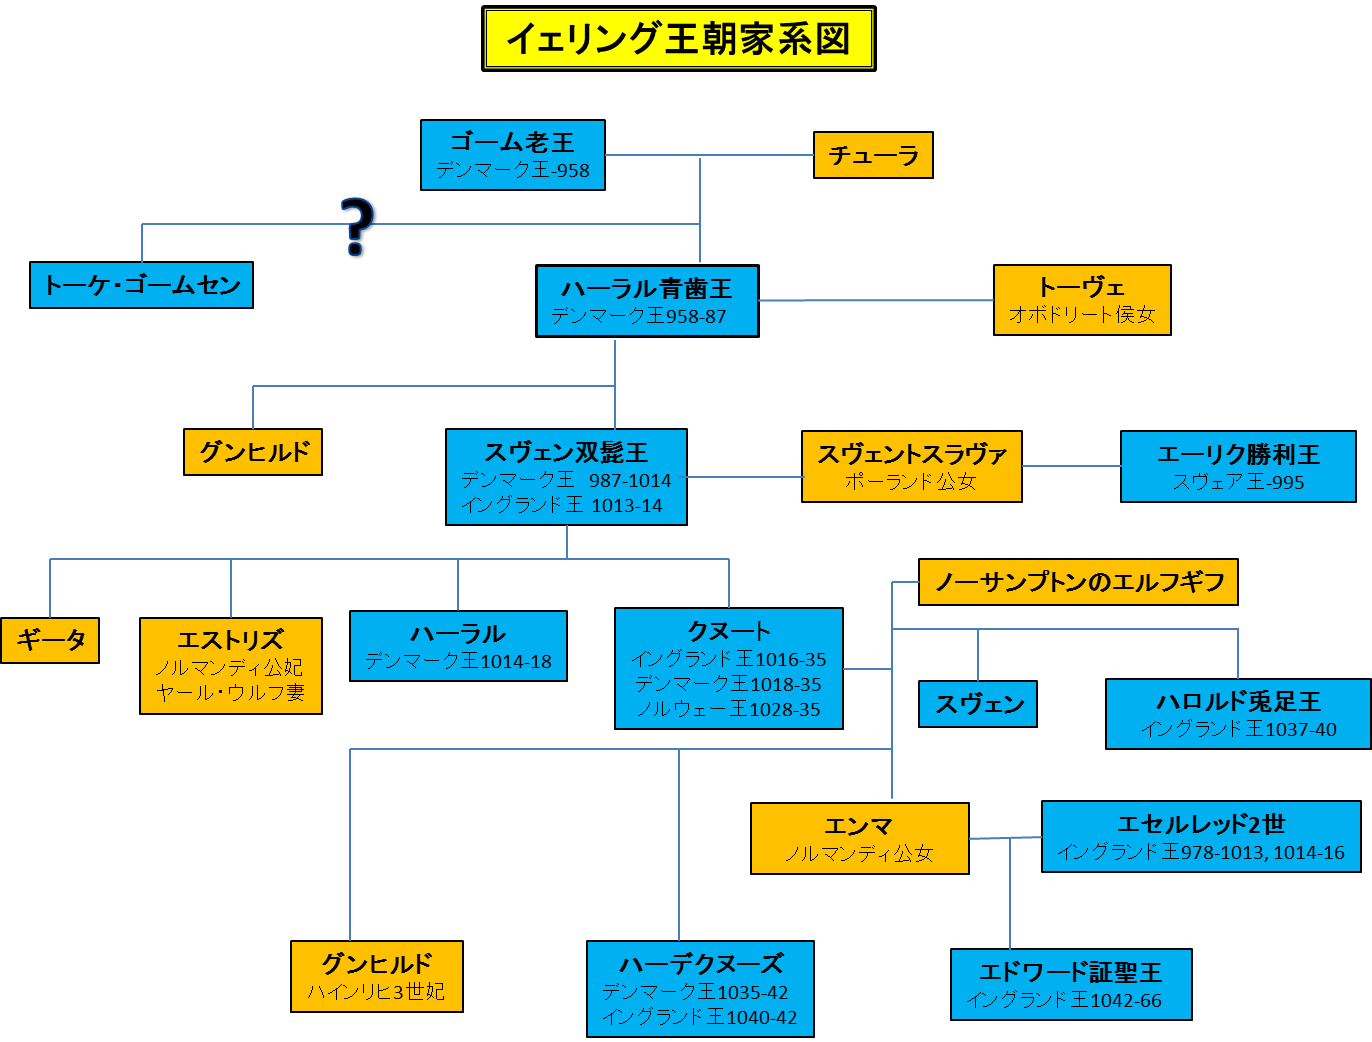 イェリング王朝家系図
ゴーム老王
デンマーク王-958
チューラ
?
トーケ・ゴームセン
ハーラル青歯王
デンマーク王958-87
トーヴェ
オボドリート侯女
グンヒルド
スヴェン双髭王
デンマーク王 987-1014
イングランド王 1013-14
スヴェントスラヴァ
ポーランド公女
エーリク勝利王
スヴェア王-995
ノーサンプトンのエルフギフ
ギータ
エストリズ
ノルマンディ公妃
ヤール・ウルフ妻
ハーラル
デンマーク王1014-18
クヌート
イングランド王1016-35
デンマーク王1018-35
ノルウェー王1028-35
スヴェン
ハロルド兎足王
イングランド王1037-40
エンマ
ノルマンディ公女
エセルレッド2世
イングランド王978-1013, 1014-16
グンヒルド
ハインリヒ3世妃
ハーデクヌーズ
デンマーク王1035-42
イングランド王1040-42
エドワード証聖王
イングランド王1042-66